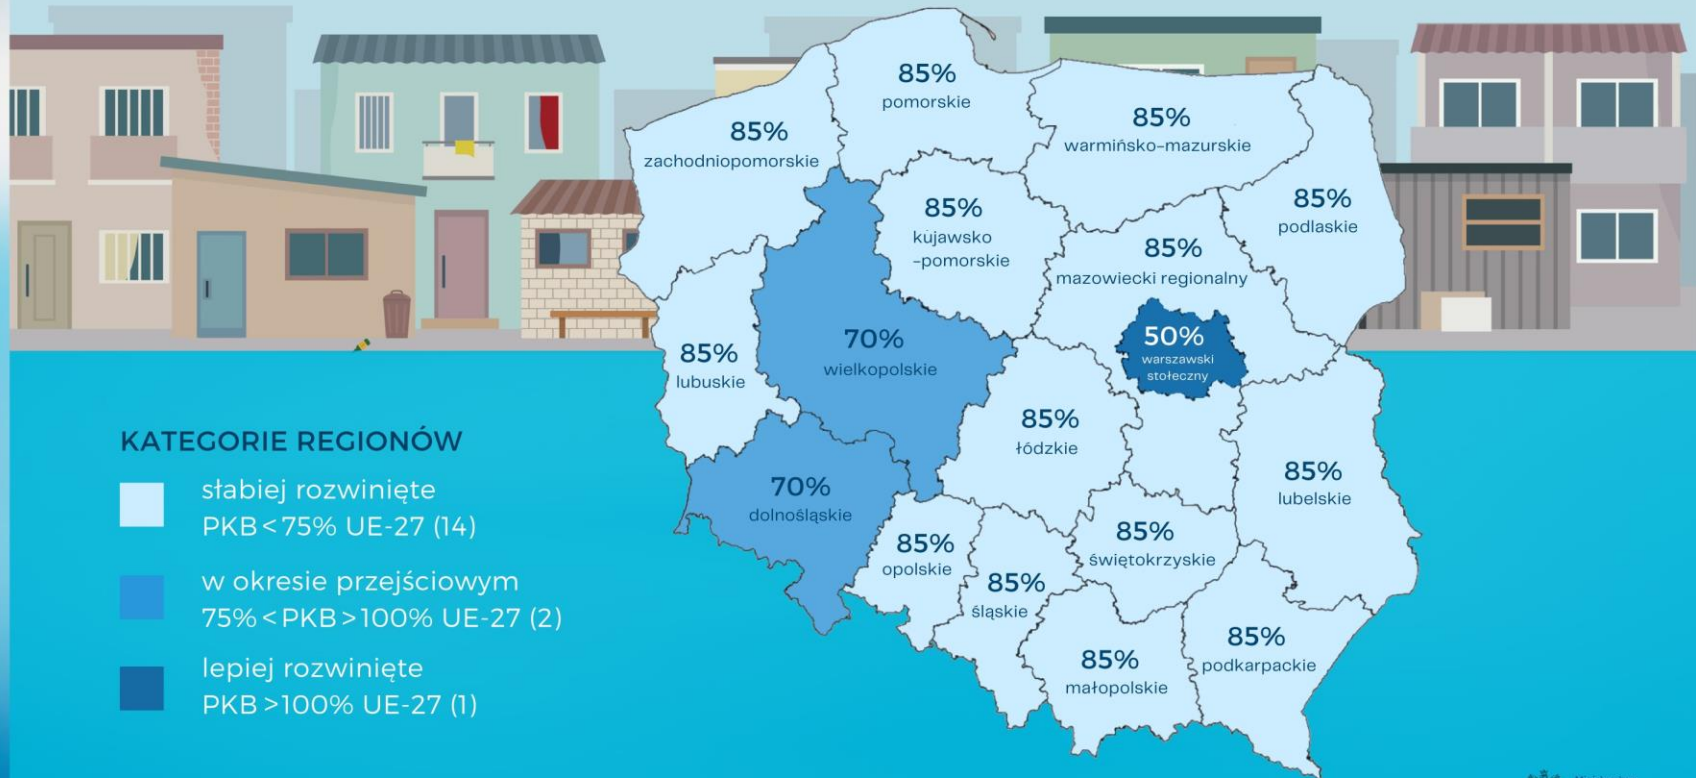 85%
pomorskie
85%
zachodniopomorskie
85%
warmińsko-mazurskie
85%
podlaskie
85%
kujawsko
-pomorskie
85%
mazowiecki regionalny
50%
warszawski
stołeczny
70%
wielkopolskie
85%
lubuskie
85%
łódzkie
85%
lubelskie
70%
dolnośląskie
85%
opolskie
85%
śląskie
85%
świętokrzyskie
85%
małopolskie
85%
podkarpackie
KATEGORIE REGIONÓW
słabiej rozwinięte
PKB < 75% UE-27 (14)
w okresie przejściowym
75% < PKB > 100% UE-27 (2)
lepiej rozwinięte
PKB >100% UE-27 (1)